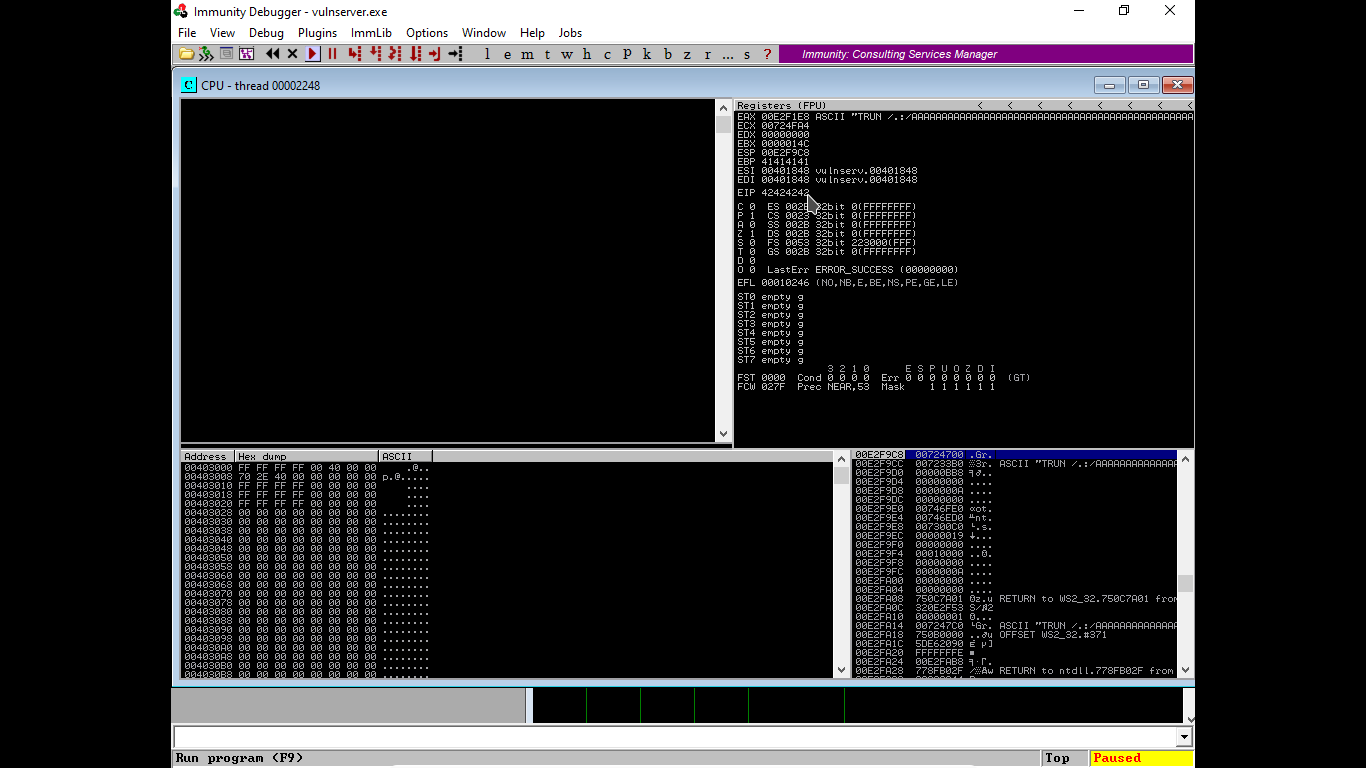 Immunity Debugger - vulnserver.exe
File View Debug Plugins ImmLib Options Window Help Jobs
l e m t w h c P k b z r ... s ?
Immunity: Consulting Services Manager
C CPU - thread 00002248
Registers (FPU) < < < < < < < <
EAX 00E2F1E8 ASCII "TRUN /.:/AAAAAAAAAAAAAAAAAAAAAAAAAAAAAAAAAAAAAAAAAAAAAAA
ECX 00724FA4
EDX 00000000
EBX 0000014C
ESP 00E2F9C8
EBP 41414141
ESI 00401848 vulnserv.00401848
EDI 00401848 vulnserv.00401848
EIP 42424242
C 0 ES 002B 32bit 0(FFFFFFFF)
P 1 CS 0023 32bit 0(FFFFFFFF)
A 0 SS 002B 32bit 0(FFFFFFFF)
Z 1 DS 002B 32bit 0(FFFFFFFF)
S 0 FS 0053 32bit 223000(FFF)
T 0 GS 002B 32bit 0(FFFFFFFF)
D 0
O 0 LastErr ERROR_SUCCESS (00000000)
EFL 00010246 (NO,NB,E,BE,NS,PE,GE,LE)
ST0 empty g
ST1 empty g
ST2 empty g
ST3 empty g
ST4 empty g
ST5 empty g
ST6 empty g
ST7 empty g
3 2 1 0 E S P U O Z D I
FST 0000 Cond 0 0 0 0 Err 0 0 0 0 0 0 0 0 (GT)
FCW 027F Prec NEAR,53 Mask 1 1 1 1 1 1
Address Hex dump ASCII
00403000 FF FF FF FF 00 40 00 00 .@..
00403008 70 2E 40 00 00 00 00 00 p.@.....
00403010 FF FF FF FF 00 00 00 00 ....
00403018 FF FF FF FF 00 00 00 00 ....
00403020 FF FF FF FF 00 00 00 00 ....
00403028 00 00 00 00 00 00 00 00 ........
00403030 00 00 00 00 00 00 00 00 ........
00403038 00 00 00 00 00 00 00 00 ........
00403040 00 00 00 00 00 00 00 00 ........
00403048 00 00 00 00 00 00 00 00 ........
00403050 00 00 00 00 00 00 00 00 ........
00403058 00 00 00 00 00 00 00 00 ........
00403060 00 00 00 00 00 00 00 00 ........
00403068 00 00 00 00 00 00 00 00 ........
00403070 00 00 00 00 00 00 00 00 ........
00403078 00 00 00 00 00 00 00 00 ........
00403080 00 00 00 00 00 00 00 00 ........
00403088 00 00 00 00 00 00 00 00 ........
00403090 00 00 00 00 00 00 00 00 ........
00403098 00 00 00 00 00 00 00 00 ........
004030A0 00 00 00 00 00 00 00 00 ........
004030A8 00 00 00 00 00 00 00 00 ........
004030B0 00 00 00 00 00 00 00 00 ........
004030B8 00 00 00 00 00 00 00 00 ........
00E2F9C8 00724700 .Gr.
00E2F9CC 007233B0 ░3r. ASCII "TRUN /.:/AAAAAAAAAAAAAA
00E2F9D0 00000BB8
00E2F9D4 00000000 ....
00E2F9D8 0000000A ....
00E2F9DC 00000000 ....
00E2F9E0 00746FE0 αot.
00E2F9E4 00746ED0 ╨nt.
00E2F9E8 007300C0 └.s.
00E2F9EC 00000019 ↓...
00E2F9F0 00000000 ....
00E2F9F4 00010000 ..☺.
00E2F9F8 00000000 ....
00E2F9FC 0000000A ....
00E2FA00 00000000 ....
00E2FA04 00000000 ....
00E2FA08 750C7A01 ☺z.u RETURN to WS2_32.750C7A01 from
00E2FA0C 320E2F53 S/♫2
00E2FA10 00000001 ☺...
00E2FA14 007247C0 └Gr. ASCII "TRUN /.:/AAAAAAAAAAAAAA
00E2FA18 750B0000 ..♂u OFFSET WS2_32.#371
00E2FA1C 5DE62090
00E2FA20 FFFFFFFE ■
00E2FA24 00E2FAB8
00E2FA28 778FB02F RETURN to ntdll.778FB02F from
Run program (F9) Top Paused